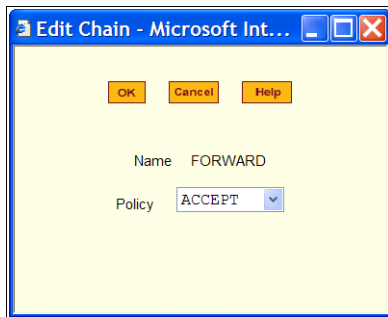 Edit Chain - Microsoft Int...
OK Cancel Help
Name FORWARD
Policy ACCEPT